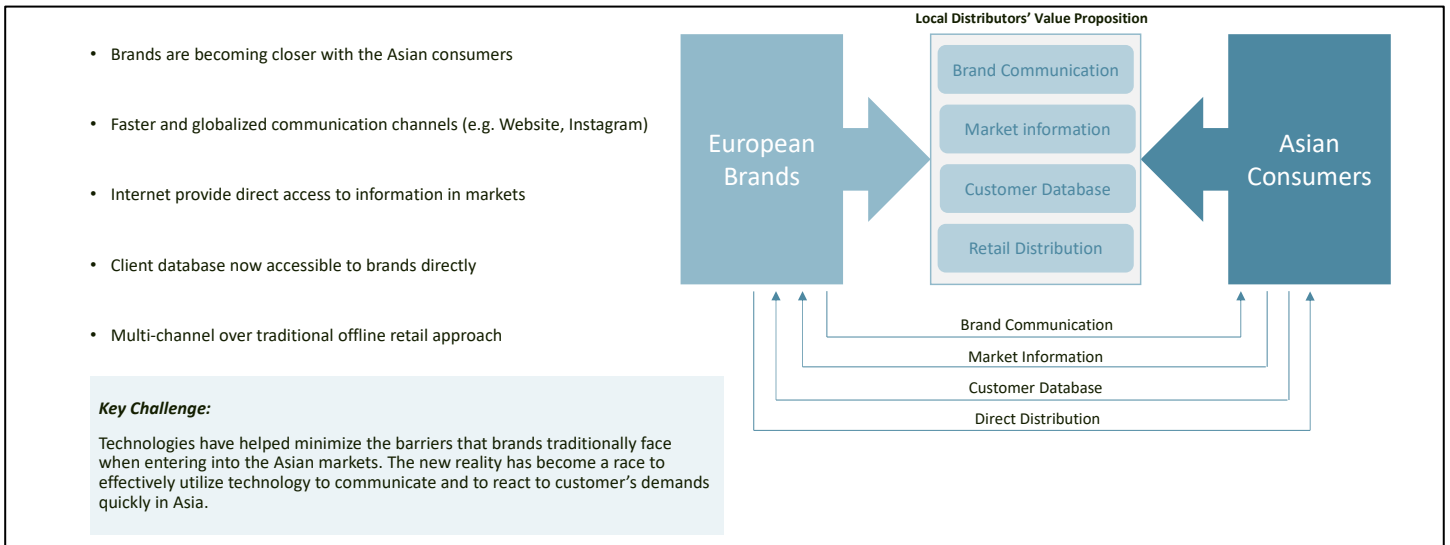 • Brands are becoming closer with the Asian consumers
• Faster and globalized communication channels (e.g. Website, Instagram)
• Internet provide direct access to information in markets
• Client database now accessible to brands directly
• Multi-channel over traditional offline retail approach
Key Challenge:
Technologies have helped minimize the barriers that brands traditionally face
when entering into the Asian markets. The new reality has become a race to
effectively utilize technology to communicate and to react to customer’s demands
quickly in Asia.
Local Distributors’ Value Proposition
European
Brands
Brand Communication
Market information
Customer Database
Retail Distribution
Asian
Consumers
Brand Communication
Market Information
Customer Database
Direct Distribution